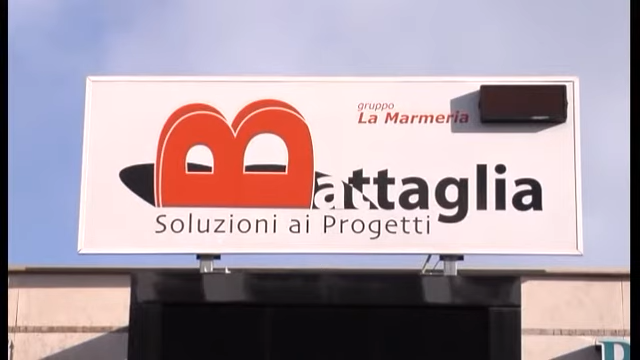 gruppo
La Marmeria
Battaglia
Soluzioni ai Progetti